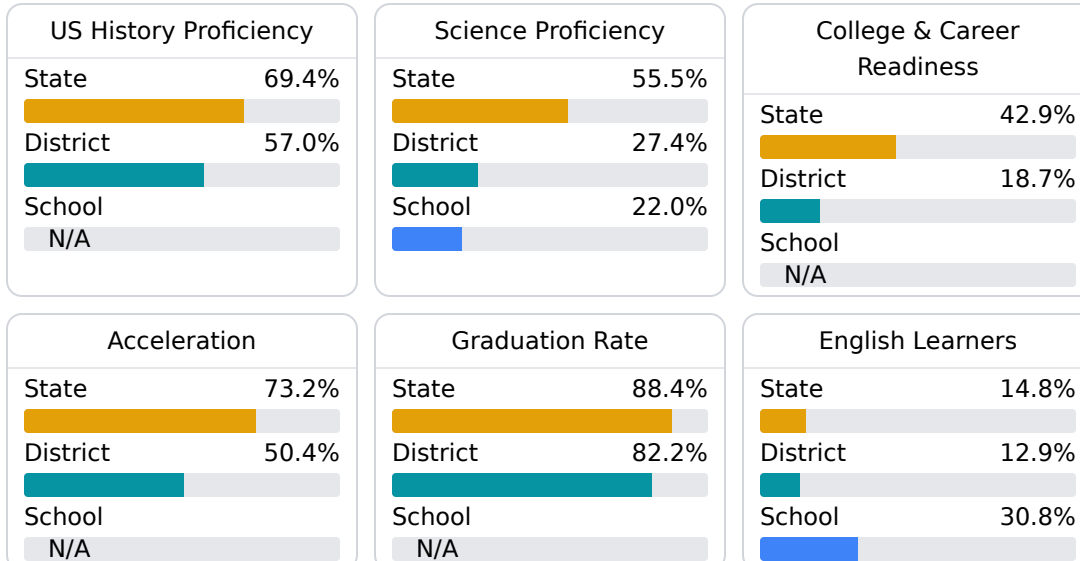 US History Proficiency
State 69.4%
District 57.0%
School
N/A
Science Proficiency
State 55.5%
District 27.4%
School 22.0%
College & Career
Readiness
State 42.9%
District 18.7%
School
N/A
Acceleration
State 73.2%
District 50.4%
School
N/A
Graduation Rate
State 88.4%
District 82.2%
School
N/A
English Learners
State 14.8%
District 12.9%
School 30.8%